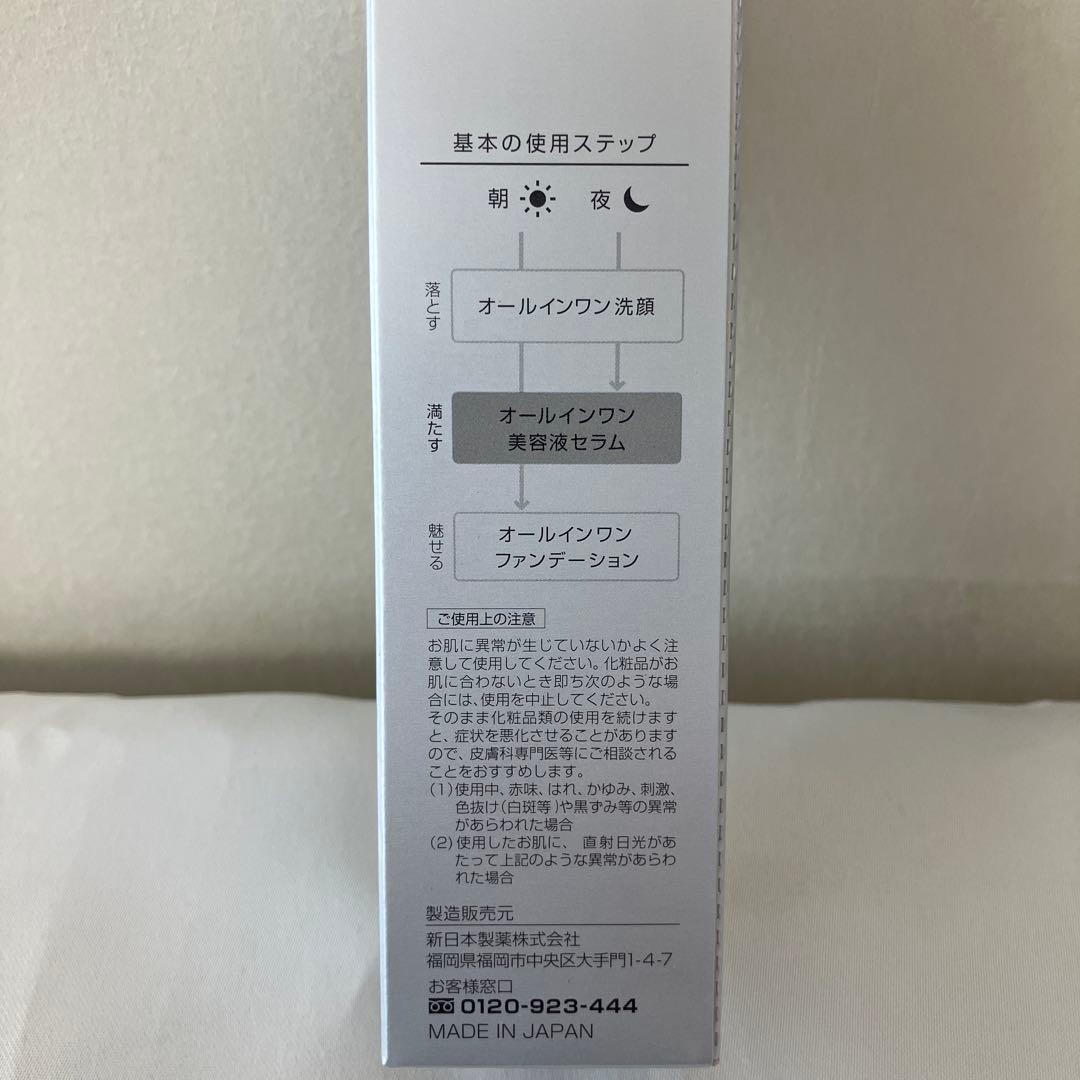 基本の使用ステップ
朝 夜
落とす
オールインワン洗顔
満たす
オールインワン
美容液セラム
魅せる
オールインワン
ファンデーション
ご使用上の注意
お肌に異常が生じていないかよく注
意して使用してください。化粧品がお
肌に合わないとき即ち次のような場
合には、使用を中止してください。
そのまま化粧品類の使用を続けます
と、症状を悪化させることがあります
ので、皮膚科専門医等にご相談される
ことをおすすめします。
(1)使用中、赤味、はれ、かゆみ、刺激、
色抜け(白斑等)や黒ずみ等の異常
があらわれた場合
(2)使用したお肌に、直射日光があ
たって上記のような異常があらわ
れた場合
製造販売元
新日本製薬株式会社
福岡県福岡市中央区大手門1-4-7
お客様窓口
0120-923-444
MADE IN JAPAN